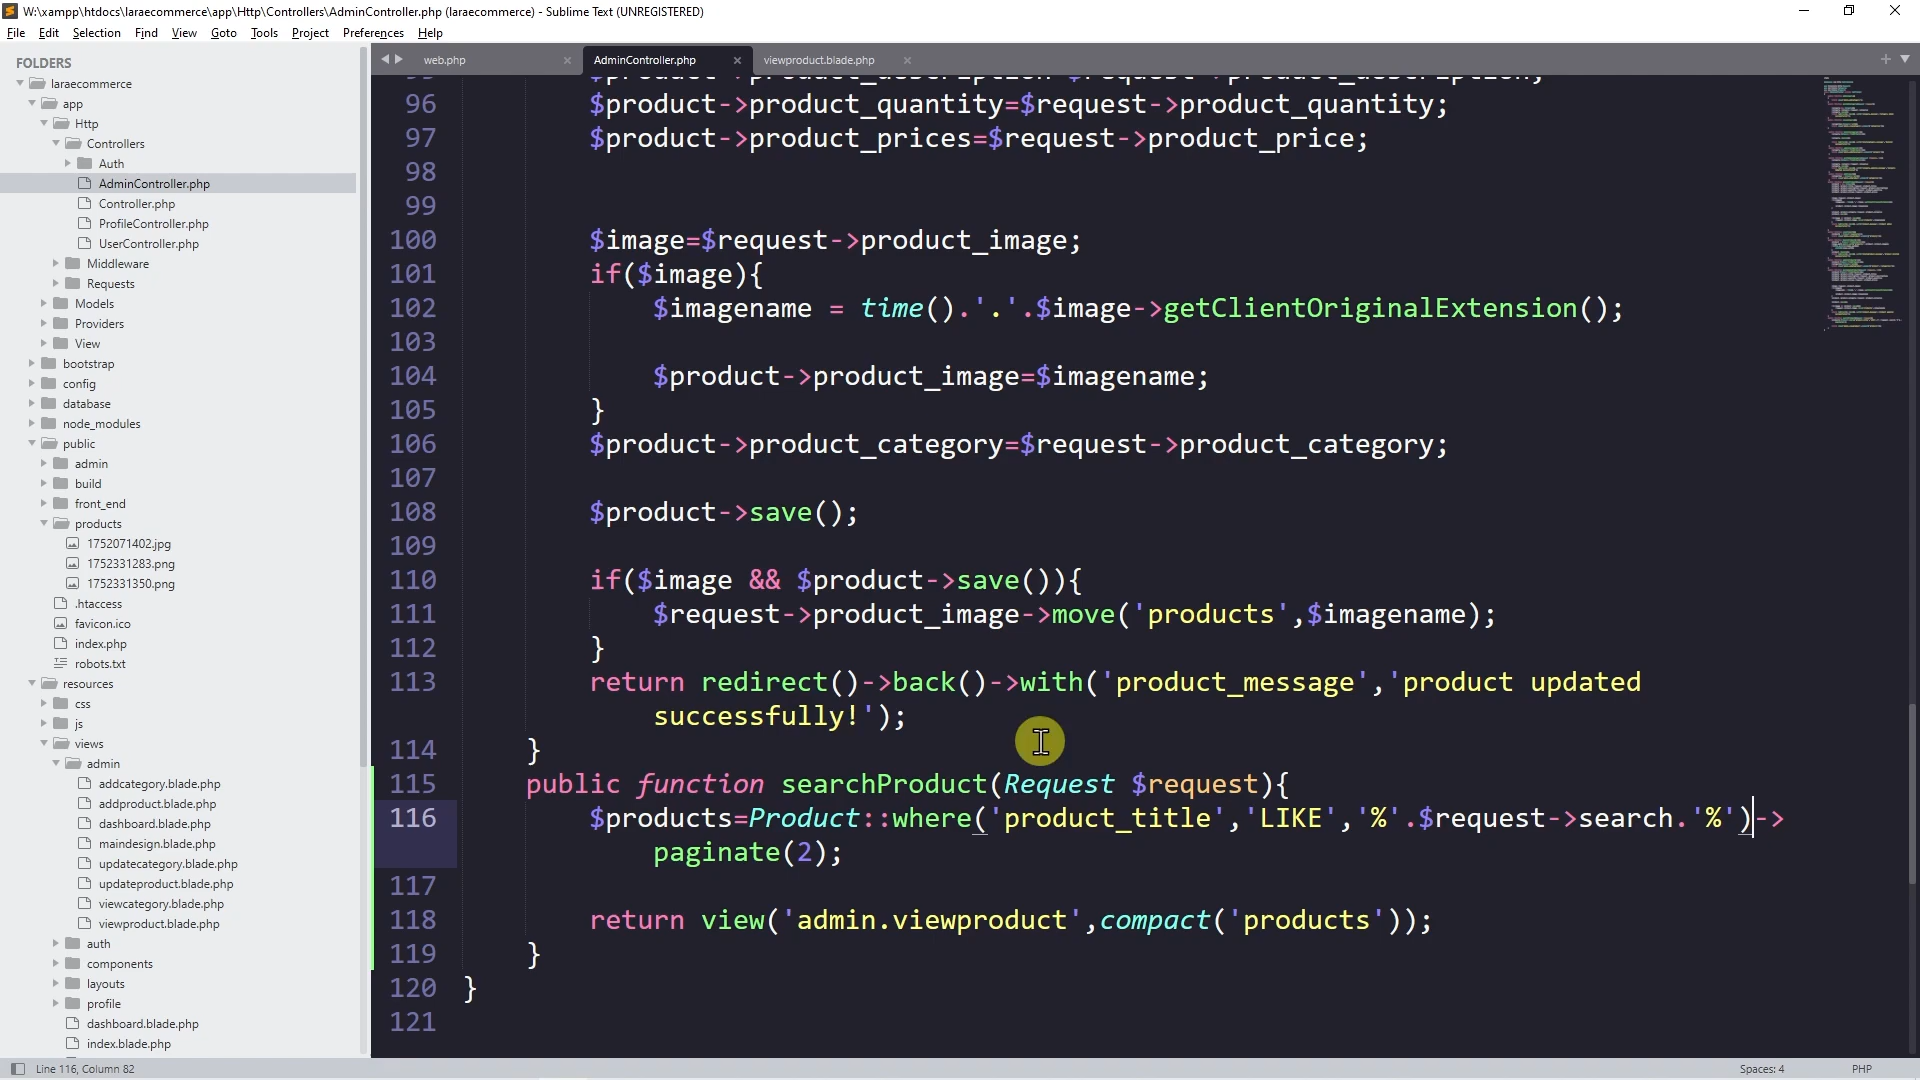 W:\xampp\htdocs\laraecommerce\app\Http\Controllers\AdminController.php (laraecommerce) - Sublime Text (UNREGISTERED)
File Edit Selection Find View Goto Tools Project Preferences Help
FOLDERS
laraecommerce
app
Http
Controllers
Auth
AdminController.php
Controller.php
ProfileController.php
UserController.php
Middleware
Requests
Models
Providers
View
bootstrap
config
database
node_modules
public
admin
build
front_end
products
1752071402.jpg
1752331283.png
1752331350.png
.htaccess
favicon.ico
index.php
robots.txt
resources
css
js
views
admin
addcategory.blade.php
addproduct.blade.php
dashboard.blade.php
maindesign.blade.php
updatecategory.blade.php
updateproduct.blade.php
viewcategory.blade.php
viewproduct.blade.php
auth
components
layouts
profile
dashboard.blade.php
index.blade.php
web.php AdminController.php viewproduct.blade.php
95 $product->product_description=$request->product_description;
96 $product->product_quantity=$request->product_quantity;
97 $product->product_prices=$request->product_price;
98
99
100 $image=$request->product_image;
101 if($image){
102 $imagename = time().'.'.$image->getClientOriginalExtension();
103
104 $product->product_image=$imagename;
105 }
106 $product->product_category=$request->product_category;
107
108 $product->save();
109
110 if($image && $product->save()){
111 $request->product_image->move('products',$imagename);
112 }
113 return redirect()->back()->with('product_message','product updated
successfully!');
114 }
115 public function searchProduct(Request $request){
116 $products=Product::where('product_title','LIKE','%'.$request->search.'%')->
paginate(2);
117
118 return view('admin.viewproduct',compact('products'));
119 }
120 }
121
Line 116, Column 82 Spaces: 4 PHP